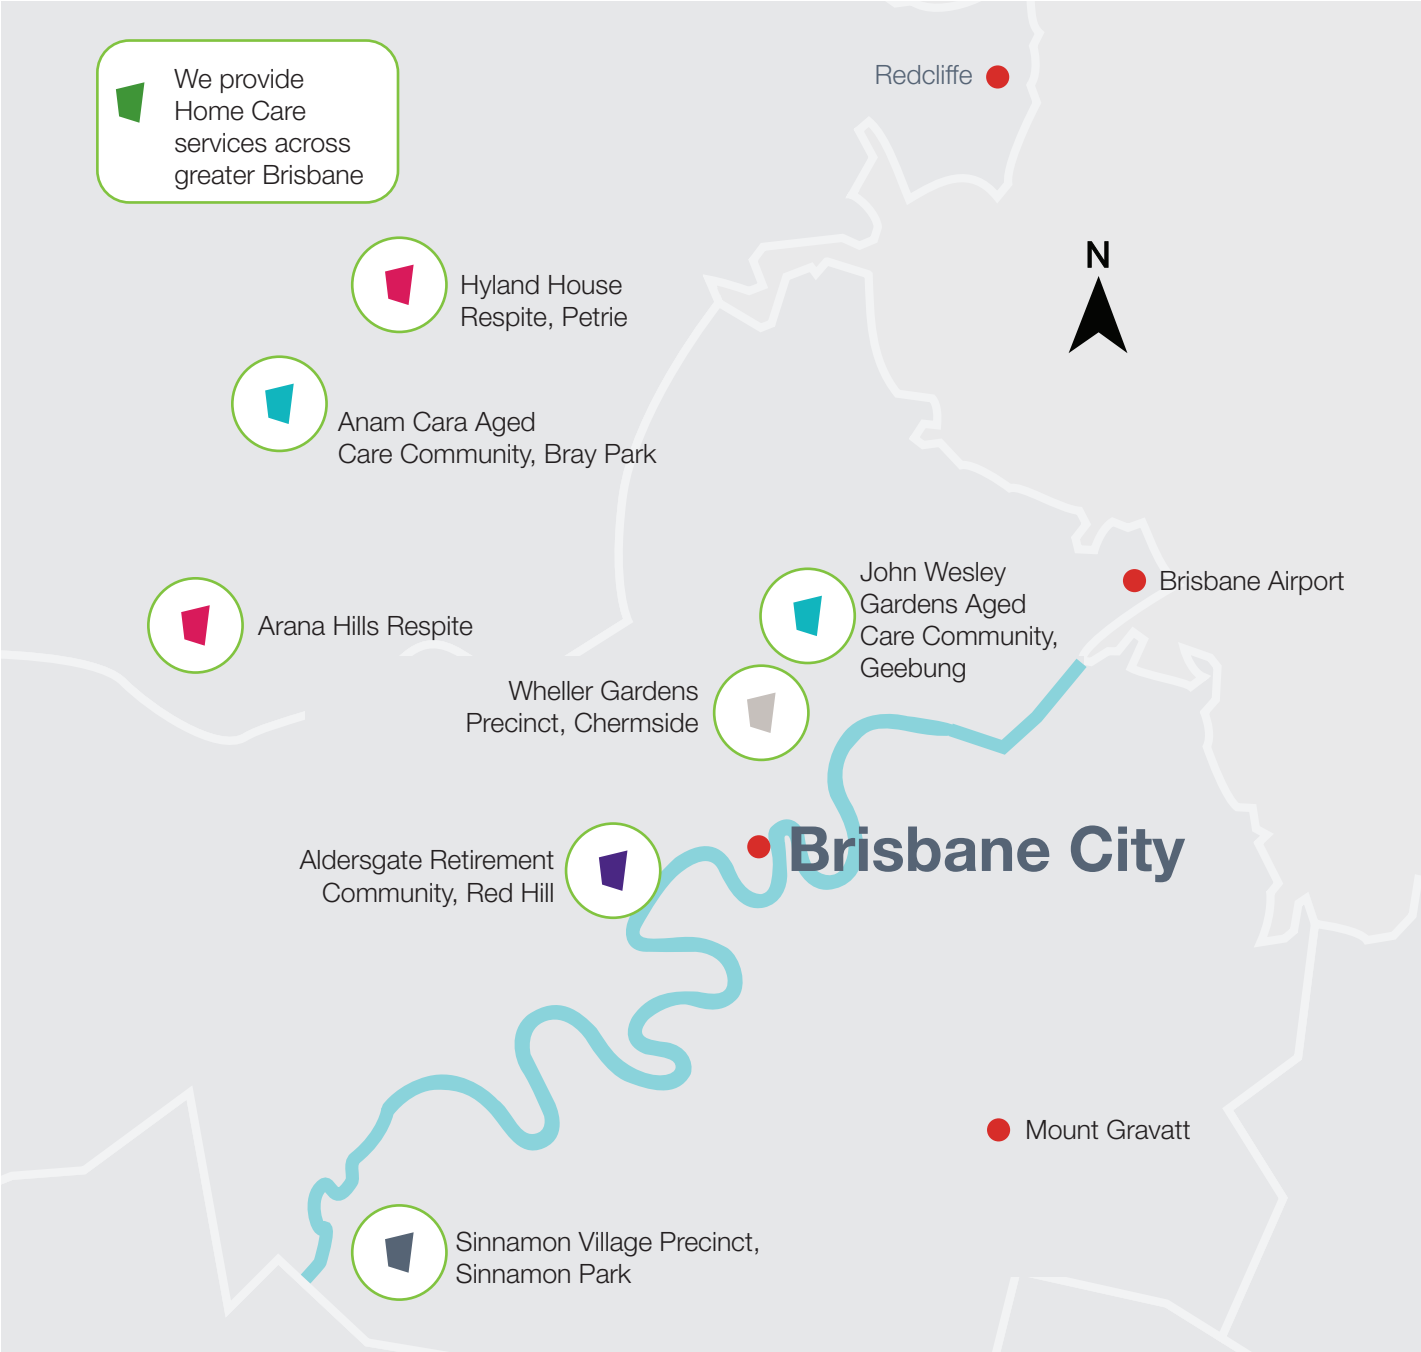 We provide
Home Care
services across
greater Brisbane
Redcliffe
N
Hyland House
Respite, Petrie
Anam Cara Aged
Care Community, Bray Park
John Wesley
Gardens Aged
Care Community,
Geebung
Brisbane Airport
Arana Hills Respite
Wheller Gardens
Precinct, Chermside
Brisbane City
Aldersgate Retirement
Community, Red Hill
Mount Gravatt
Sinnamon Village Precinct,
Sinnamon Park